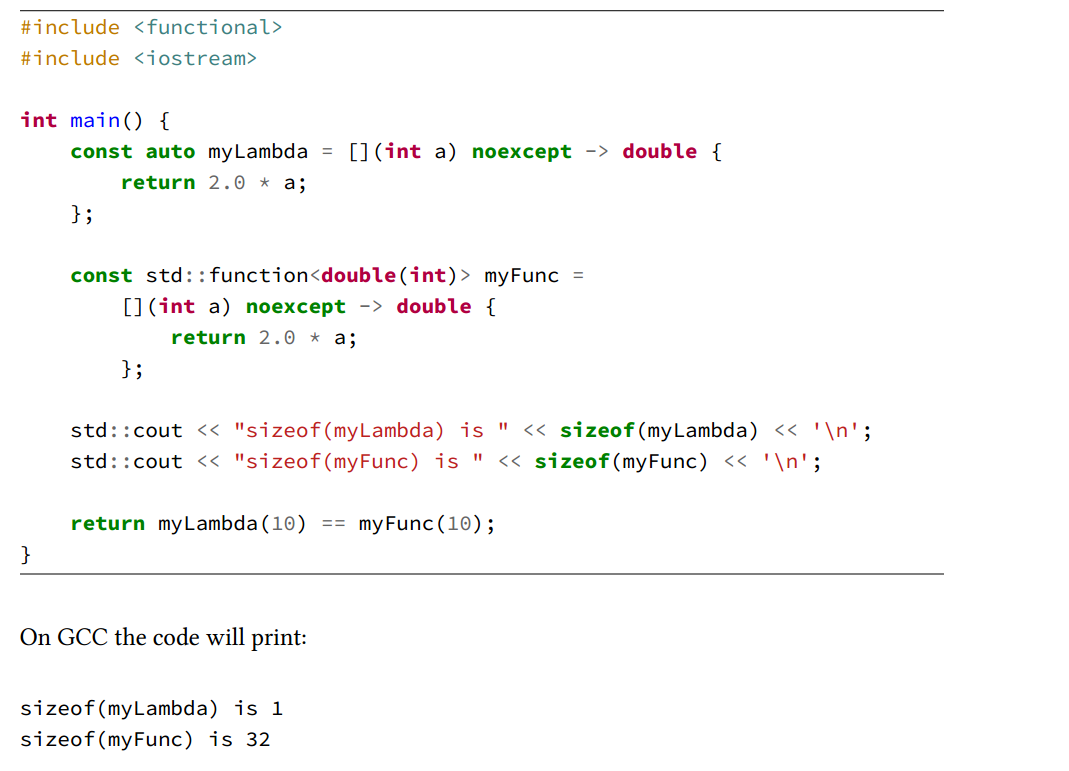 #include <functional>
#include <iostream>

int main() {
    const auto myLambda = [](int a) noexcept -> double {
        return 2.0 * a;
    };

    const std::function<double(int)> myFunc =
        [](int a) noexcept -> double {
            return 2.0 * a;
        };

    std::cout << "sizeof(myLambda) is " << sizeof(myLambda) << '\n';
    std::cout << "sizeof(myFunc) is " << sizeof(myFunc) << '\n';

    return myLambda(10) == myFunc(10);
}

On GCC the code will print:

sizeof(myLambda) is 1
sizeof(myFunc) is 32